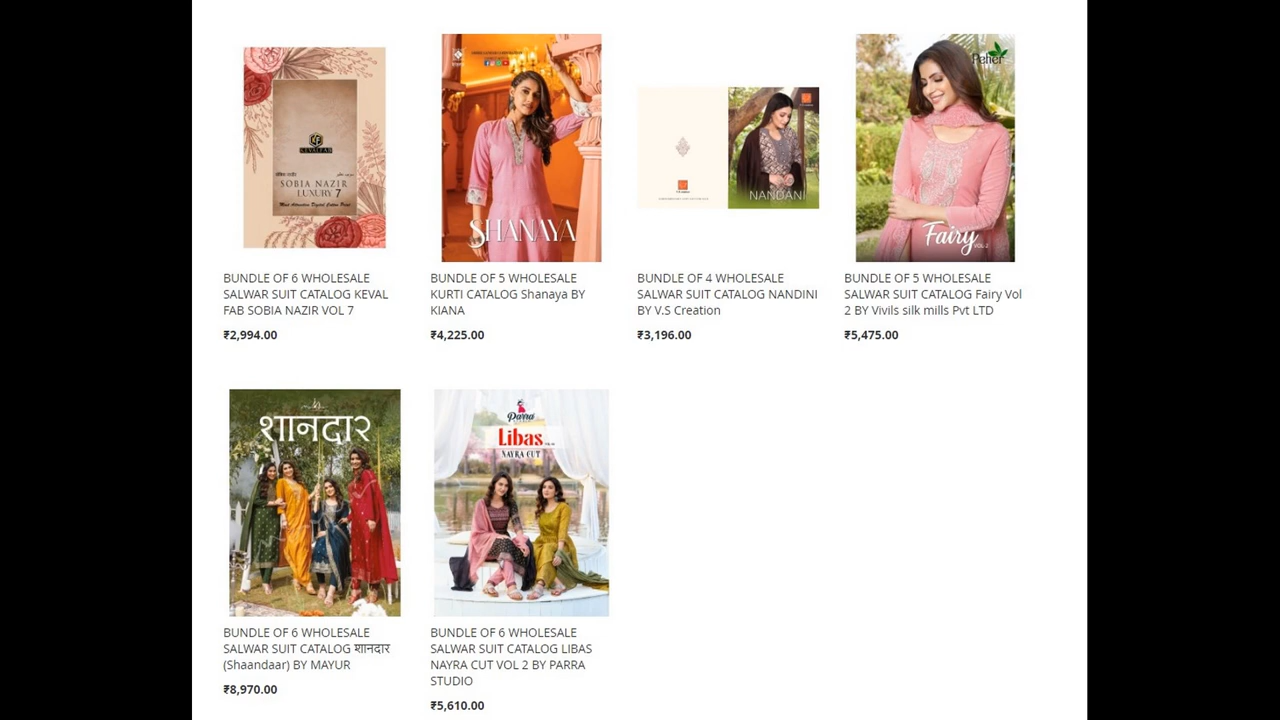 KEVALFAB
SOBIA NAZIR
LUXURY 7
SHANAYA
NANDANI
Peher
Fairy
VOL-2
BUNDLE OF 6 WHOLESALE
SALWAR SUIT CATALOG KEVAL
FAB SOBIA NAZIR VOL 7
₹2,994.00
BUNDLE OF 5 WHOLESALE
KURTI CATALOG Shanaya BY
KIANA
₹4,225.00
BUNDLE OF 4 WHOLESALE
SALWAR SUIT CATALOG NANDINI
BY V.S Creation
₹3,196.00
BUNDLE OF 5 WHOLESALE
SALWAR SUIT CATALOG Fairy Vol
2 BY Vivils silk mills Pvt LTD
₹5,475.00
शानदार
Parra
Libas
NAYRA CUT
BUNDLE OF 6 WHOLESALE
SALWAR SUIT CATALOG शानदार
(Shaandaar) BY MAYUR
₹8,970.00
BUNDLE OF 6 WHOLESALE
SALWAR SUIT CATALOG LIBAS
NAYRA CUT VOL 2 BY PARRA
STUDIO
₹5,610.00